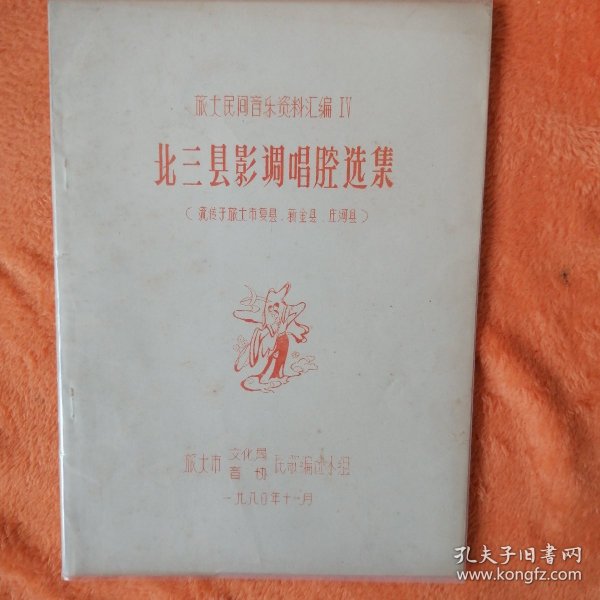 旅大民间音乐资料汇编 IV
北三县影调唱腔选集
（流传于旅大市复县、新金县、庄河县）
旅大市 文化局 音协 民歌编选小组
一九八〇年十一月
孔夫子旧书网
www.kongfz.com